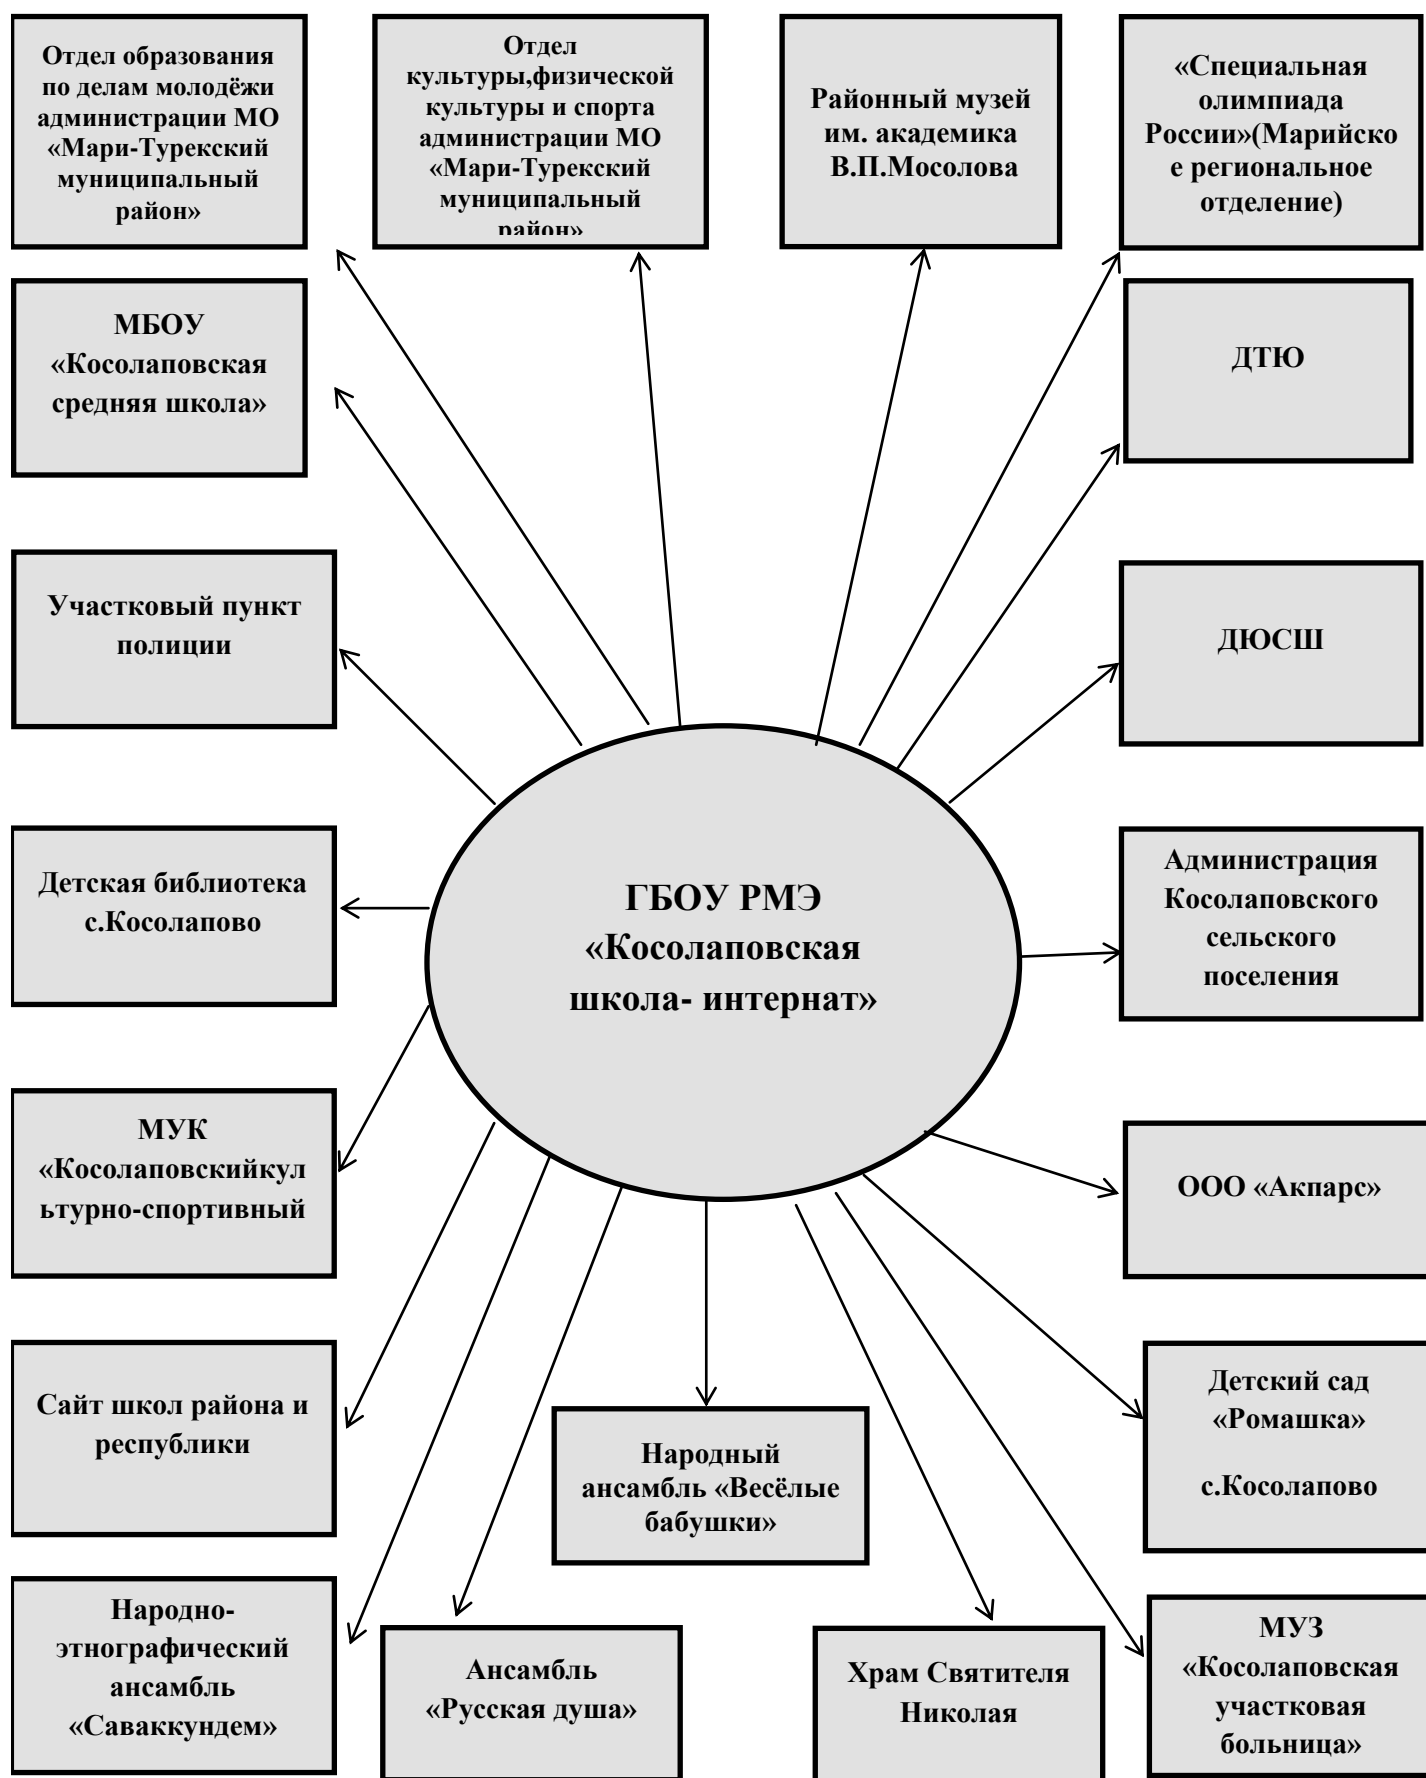 Отдел образования
по делам молодёжи
администрации МО
«Мари-Турекский
муниципальный
район»
Отдел
культуры,физической
культуры и спорта
администрации МО
«Мари-Турекский
муниципальный
район»
Районный музей
им. академика
В.П.Мосолова
«Специальная
олимпиада
России»(Марийско
е региональное
отделение)
МБОУ
«Косолаповская
средняя школа»
ДТЮ
Участковый пункт
полиции
ДЮСШ
Детская библиотека
с.Косолапово
ГБОУ РМЭ
«Косолаповская
школа- интернат»
Администрация
Косолаповского
сельского
поселения
МУК
«Косолаповскийкул
ьтурно-спортивный
ООО «Акпарс»
Сайт школ района и
республики
Народный
ансамбль «Весёлые
бабушки»
Детский сад
«Ромашка»
с.Косолапово
Народно-
этнографический
ансамбль
«Саваккундем»
Ансамбль
«Русская душа»
Храм Святителя
Николая
МУЗ
«Косолаповская
участковая
больница»